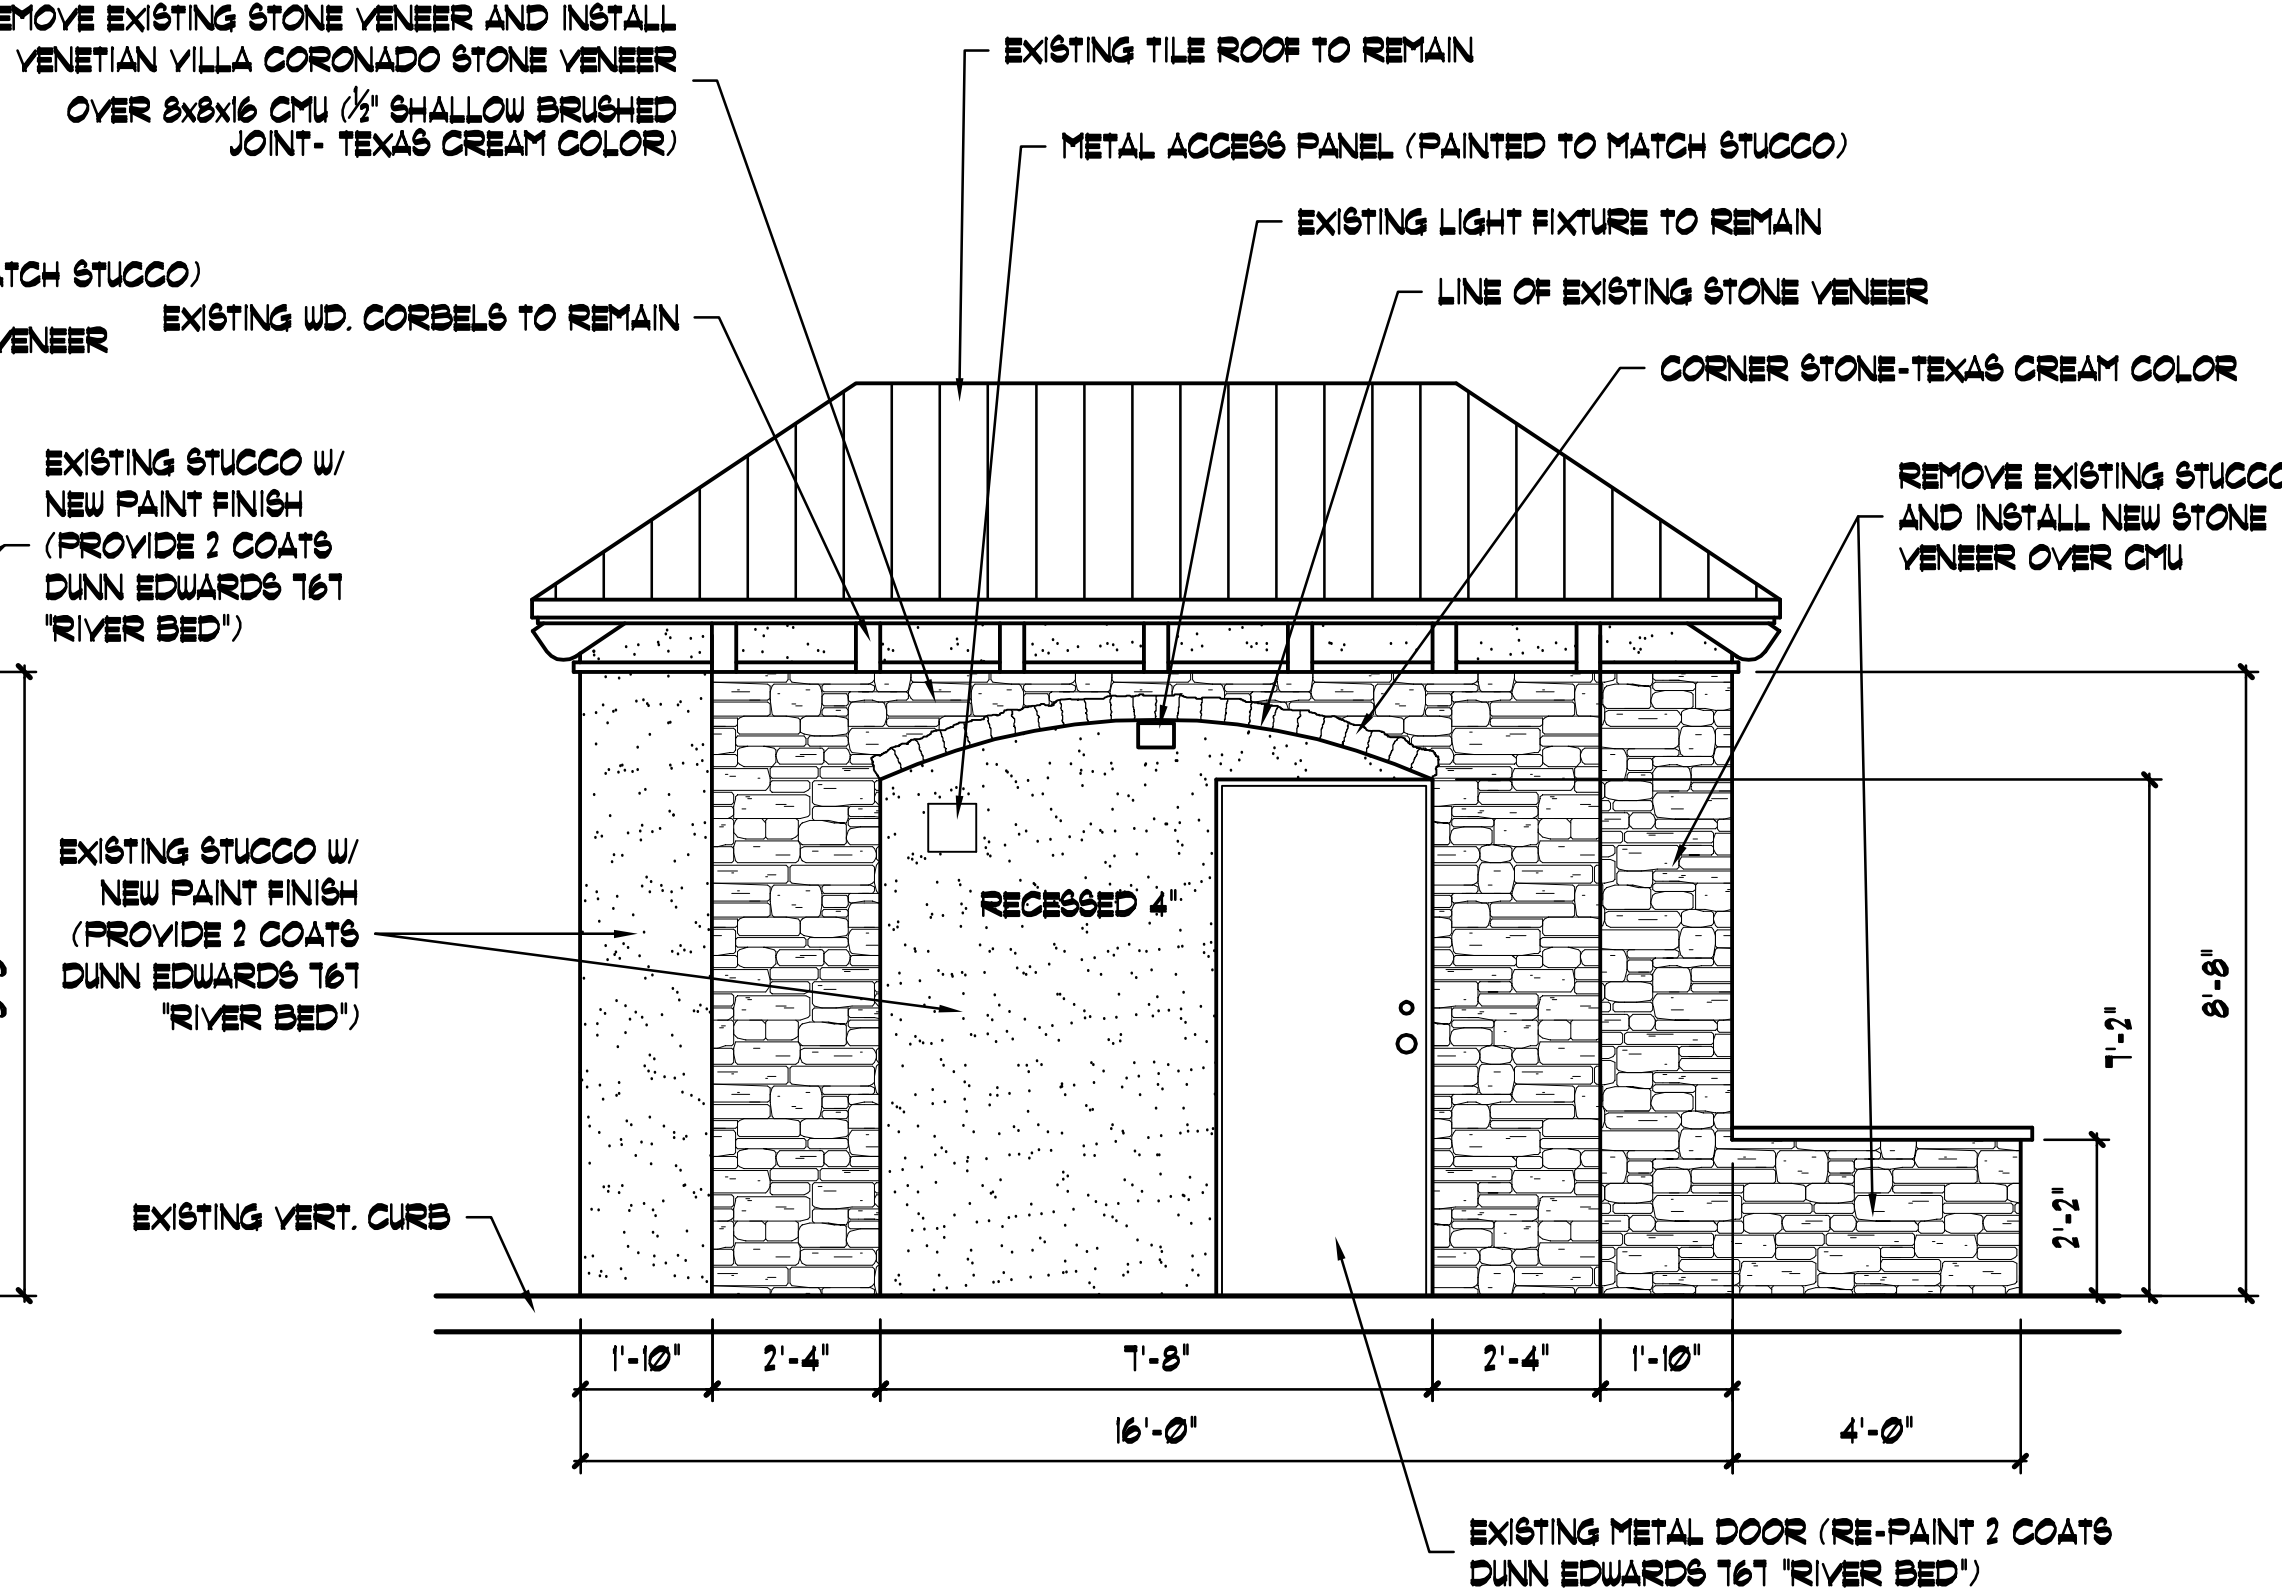 EMOVE EXISTING STONE VENEER AND INSTALL
VENETIAN VILLA CORONADO STONE VENEER
OVER 8x8x16 CMU (½" SHALLOW BRUSHED
JOINT- TEXAS CREAM COLOR)
EXISTING TILE ROOF TO REMAIN
METAL ACCESS PANEL (PAINTED TO MATCH STUCCO)
EXISTING LIGHT FIXTURE TO REMAIN
LINE OF EXISTING STONE VENEER
CORNER STONE-TEXAS CREAM COLOR
ATCH STUCCO)
VENEER
EXISTING WD. CORBELS TO REMAIN
EXISTING STUCCO W/
NEW PAINT FINISH
(PROVIDE 2 COATS
DUNN EDWARDS 767
"RIVER BED")
REMOVE EXISTING STUCCO
AND INSTALL NEW STONE
VENEER OVER CMU
EXISTING STUCCO W/
NEW PAINT FINISH
(PROVIDE 2 COATS
DUNN EDWARDS 767
"RIVER BED")
RECESSED 4"
8'-8"
7'-2"
2'-2"
EXISTING VERT. CURB
1'-10"
2'-4"
7'-8"
2'-4"
1'-10"
16'-0"
4'-0"
EXISTING METAL DOOR (RE-PAINT 2 COATS
DUNN EDWARDS 767 "RIVER BED")